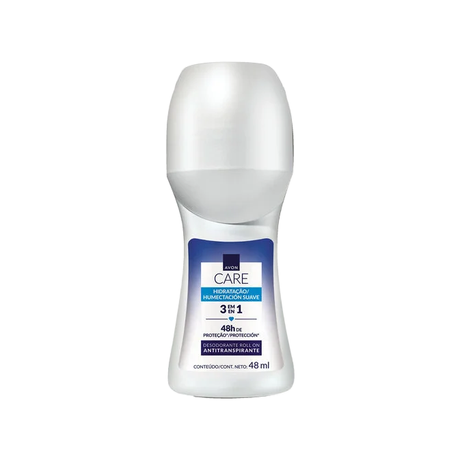 AVON
CARE
HIDRATAÇÃO/
HUMECTACIÓN SUAVE
3 EM EN 1
48h DE
PROTEÇÃO*/PROTECCIÓN*
DESODORANTE ROLL ON
ANTITRANSPIRANTE
CONTEÚDO/CONT. NETO: 48 ml